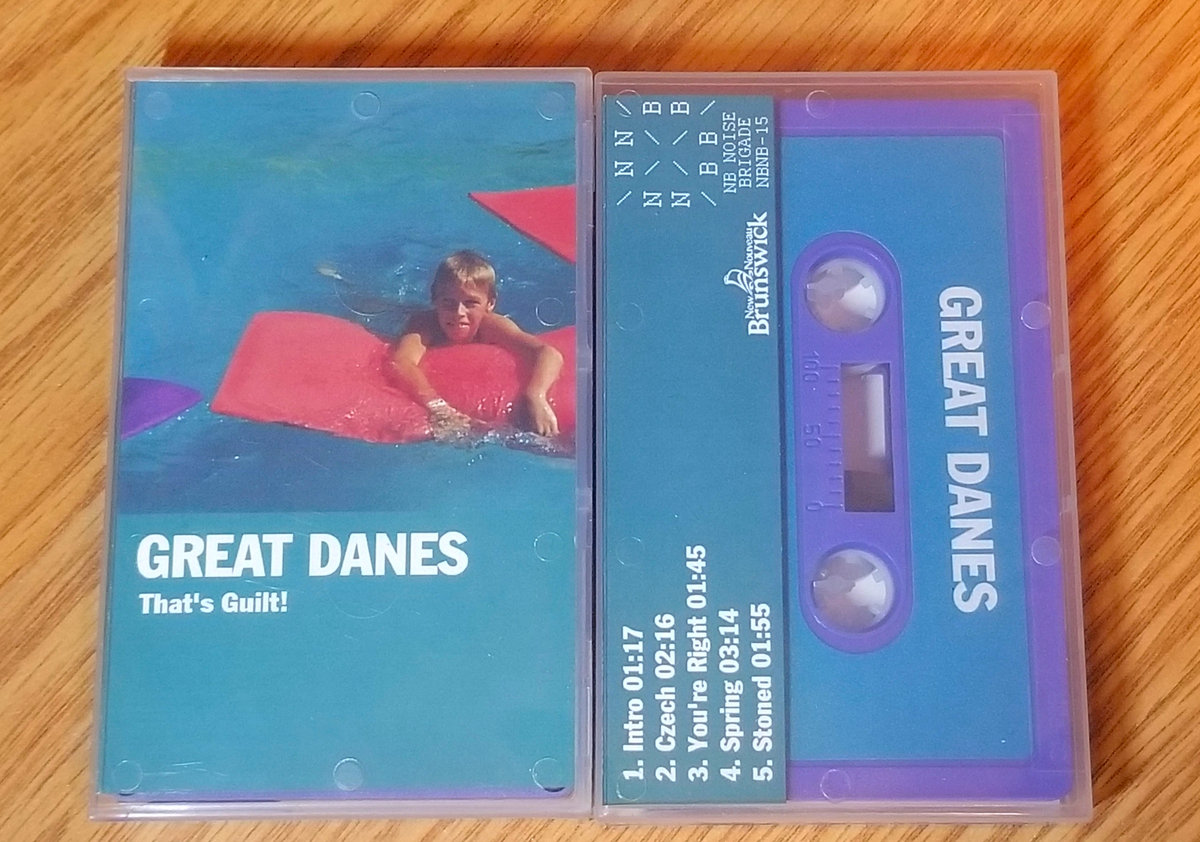 GREAT DANES
That's Guilt!
/ N N /
N / / B
N / / B
/ B B /
NB NOISE
BRIGADE
NBNB-15
New Nouveau
Brunswick
1. Intro 01:17
2. Czech 02:16
3. You're Right 01:45
4. Spring 03:14
5. Stoned 01:55
100
50
0
GREAT DANES